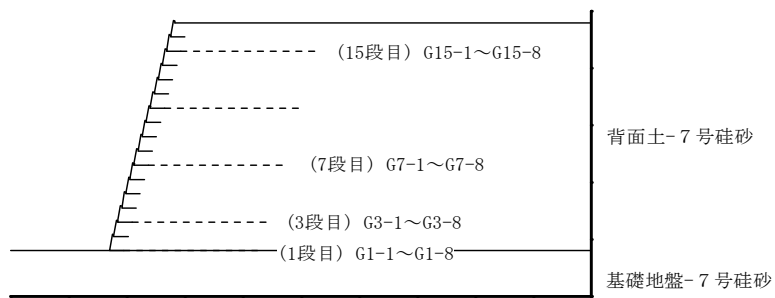 (15段目) G15-1～G15-8
背面土-７号硅砂
(7段目) G7-1～G7-8
(3段目) G3-1～G3-8
(1段目) G1-1～G1-8
基礎地盤-７号硅砂